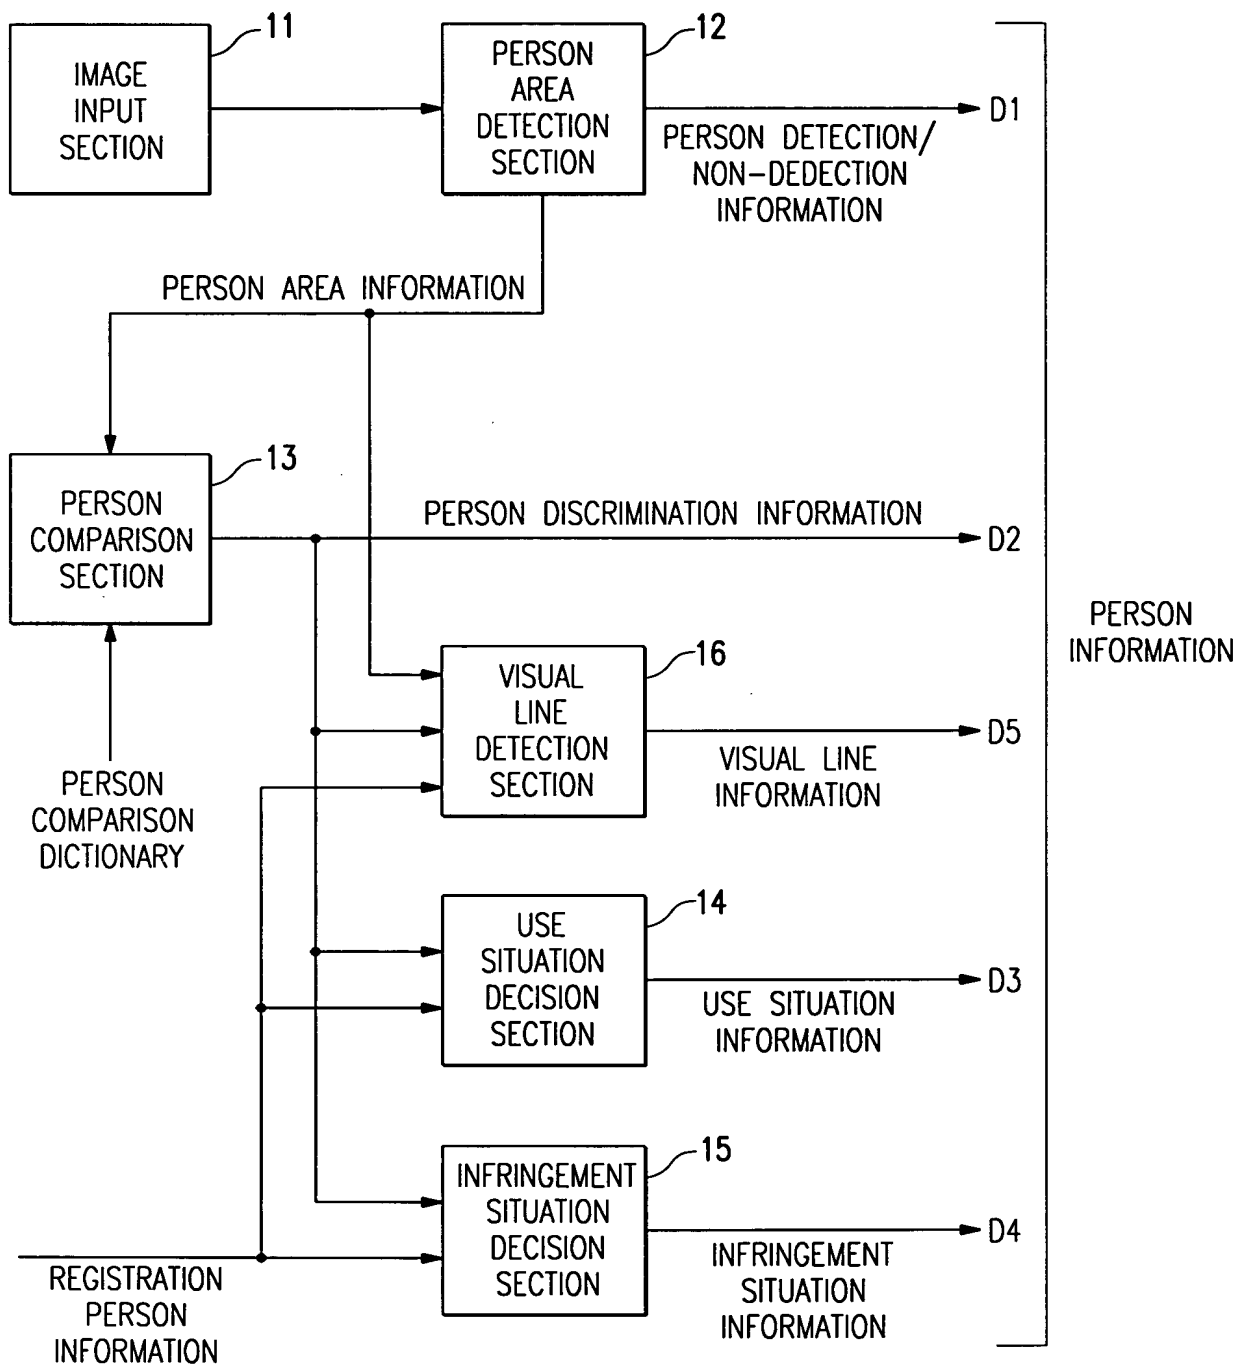 11
IMAGE
INPUT
SECTION
12
PERSON
AREA
DETECTION
SECTION
D1
PERSON DETECTION/
NON-DEDECTION
INFORMATION
PERSON AREA INFORMATION
13
PERSON
COMPARISON
SECTION
PERSON DISCRIMINATION INFORMATION
D2
PERSON
INFORMATION
16
VISUAL
LINE
DETECTION
SECTION
D5
VISUAL LINE
INFORMATION
PERSON
COMPARISON
DICTIONARY
14
USE
SITUATION
DECISION
SECTION
D3
USE SITUATION
INFORMATION
15
INFRINGEMENT
SITUATION
DECISION
SECTION
D4
INFRINGEMENT
SITUATION
INFORMATION
REGISTRATION
PERSON
INFORMATION